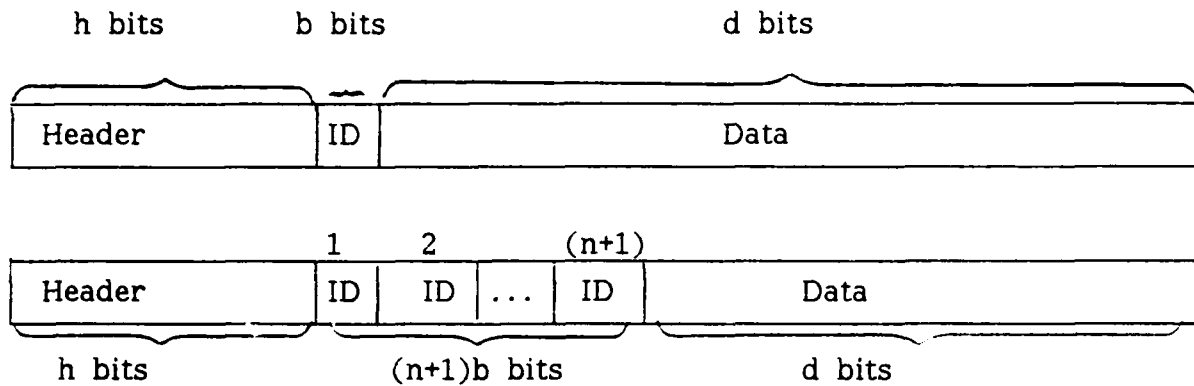 h bits b bits d bits
Header ID Data
1 2 (n+1)
Header ID ID ... ID Data
h bits (n+1)b bits d bits